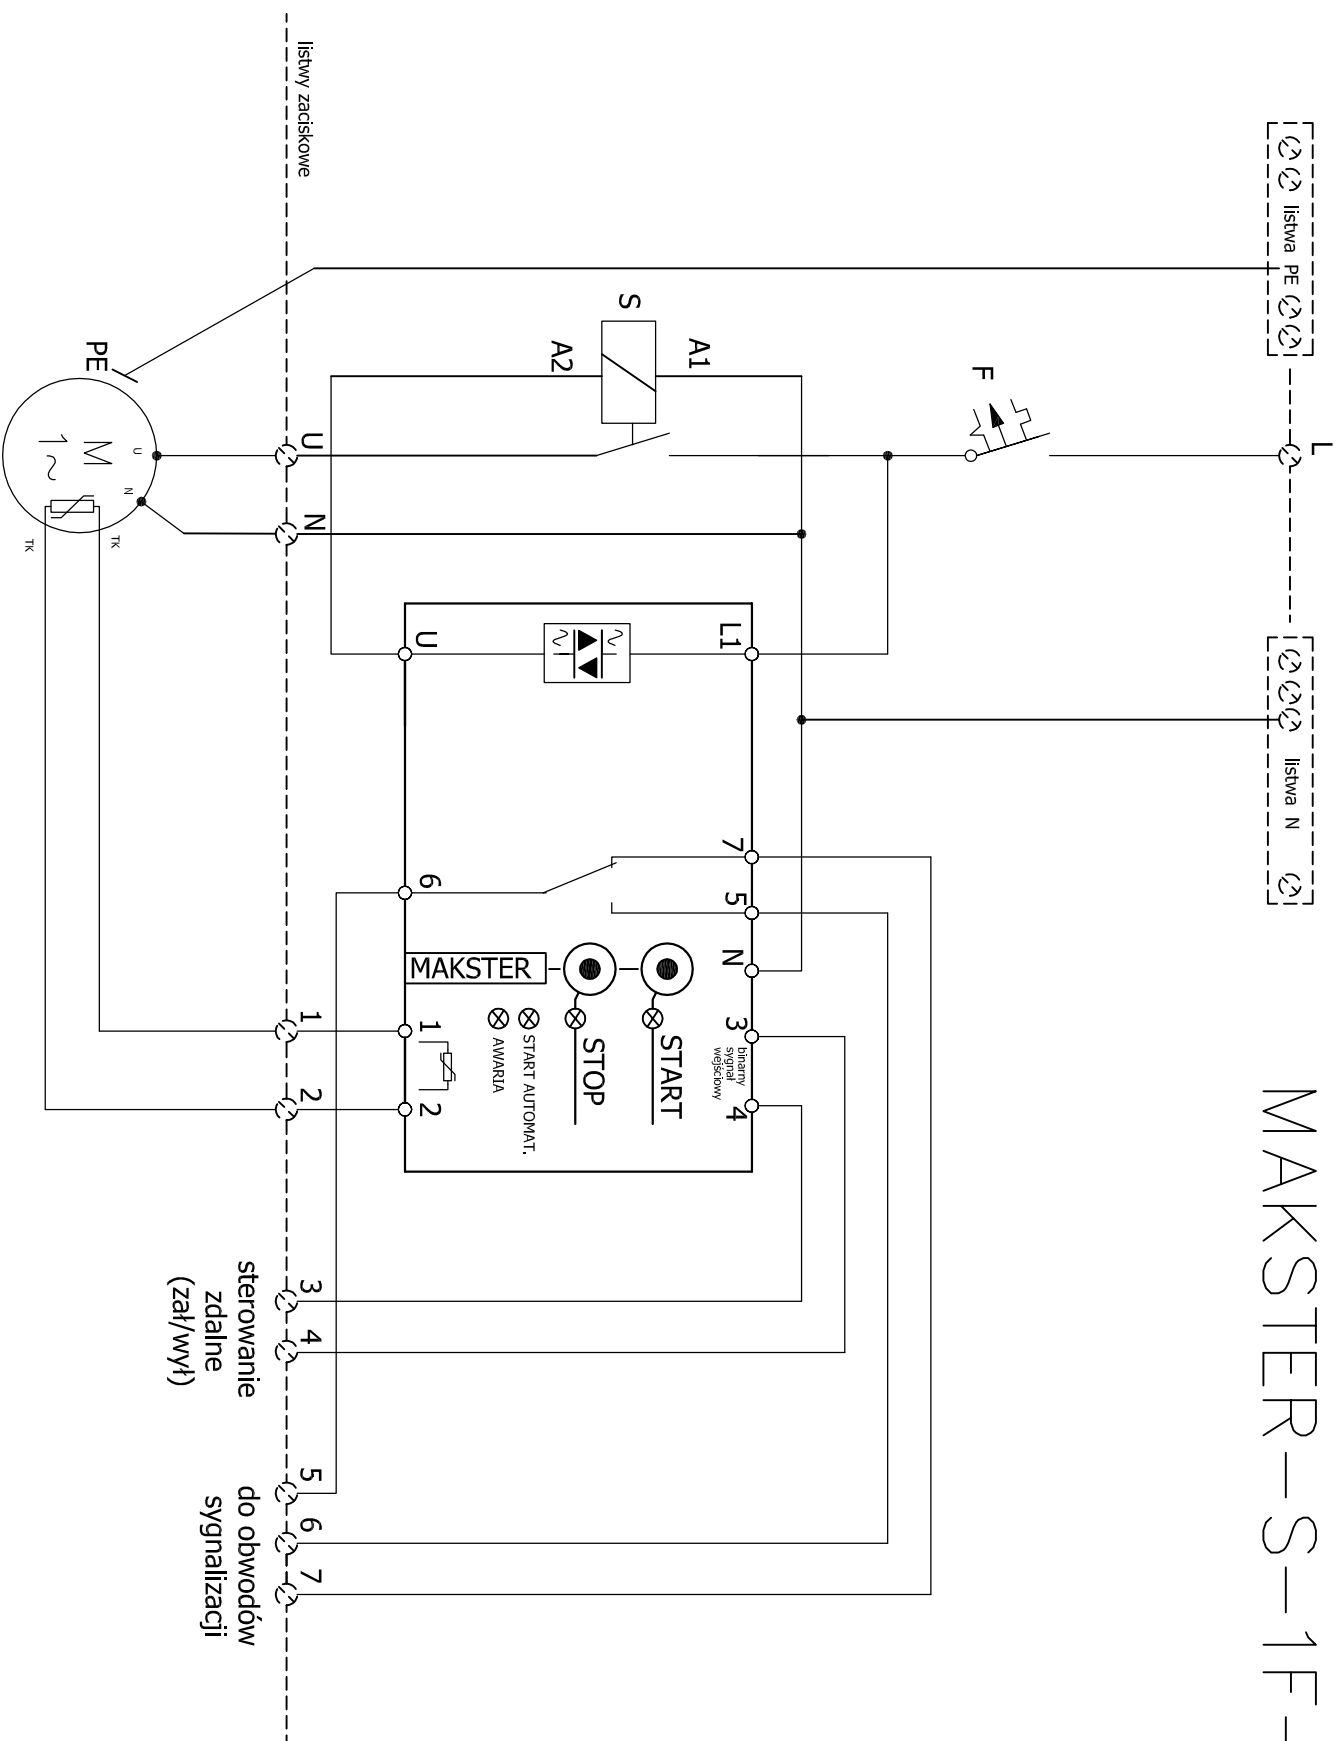 MAKSTER-S-1F-
listwa PE
L
listwa N
F
S
A1
A2
L1
7
5
N
3
4
binarny
sygnał
wejściowy
START
STOP
START AUTOMAT.
AWARIA
MAKSTER
U
6
1
2
listwy zaciskowe
U
N
1
2
3
4
5
6
7
PE
U
N
M
1~
TK
TK
sterowanie
zdalne
(zał/wył)
do obwodów
sygnalizacji